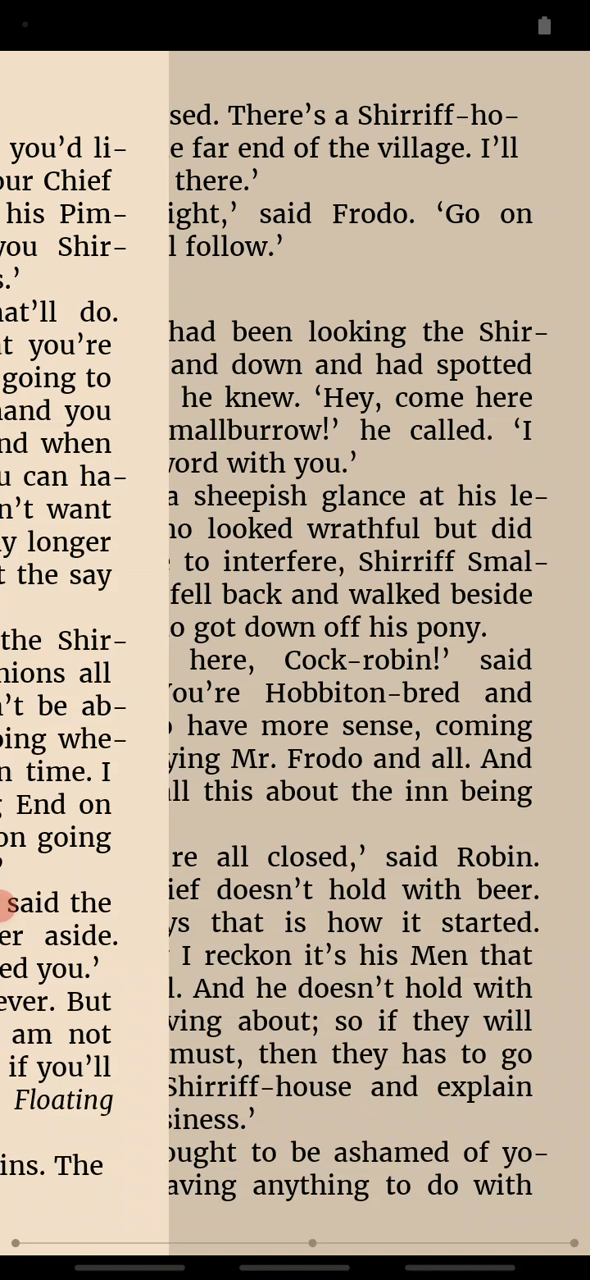 you'd li-
our Chief
his Pim-
you Shir-
s.'
hat'll do.
at you're
going to
hand you
nd when
u can ha-
n't want
ny longer
t the say
the Shir-
nions all
n't be ab-
oing whe-
n time. I
g End on
on going
'
said the
er aside.
ed you.'
ever. But
am not
if you'll
Floating
ins. The
sed. There's a Shirriff-ho-
e far end of the village. I'll
there.'
ight,' said Frodo. 'Go on
l follow.'
had been looking the Shir-
and down and had spotted
he knew. 'Hey, come here
mallburrow!' he called. 'I
word with you.'
a sheepish glance at his le-
ho looked wrathful but did
to interfere, Shirriff Smal-
fell back and walked beside
o got down off his pony.
here, Cock-robin!' said
You're Hobbiton-bred and
o have more sense, coming
ying Mr. Frodo and all. And
all this about the inn being
re all closed,' said Robin.
ief doesn't hold with beer.
ys that is how it started.
I reckon it's his Men that
l. And he doesn't hold with
ving about; so if they will
must, then they has to go
Shirriff-house and explain
siness.'
ought to be ashamed of yo-
aving anything to do with